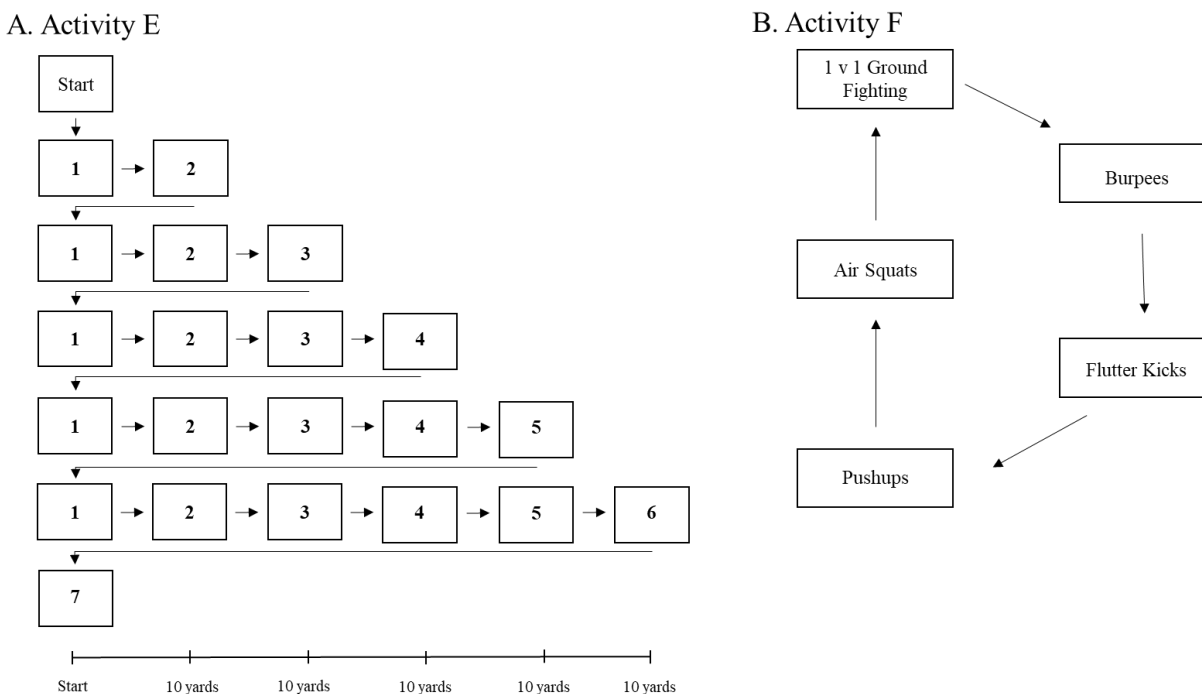 A. Activity E
Start
1 2
1 2 3
1 2 3 4
1 2 3 4 5
1 2 3 4 5 6
7
Start 10 yards 10 yards 10 yards 10 yards 10 yards
B. Activity F
1 v 1 Ground
Fighting
Burpees
Air Squats
Flutter Kicks
Pushups